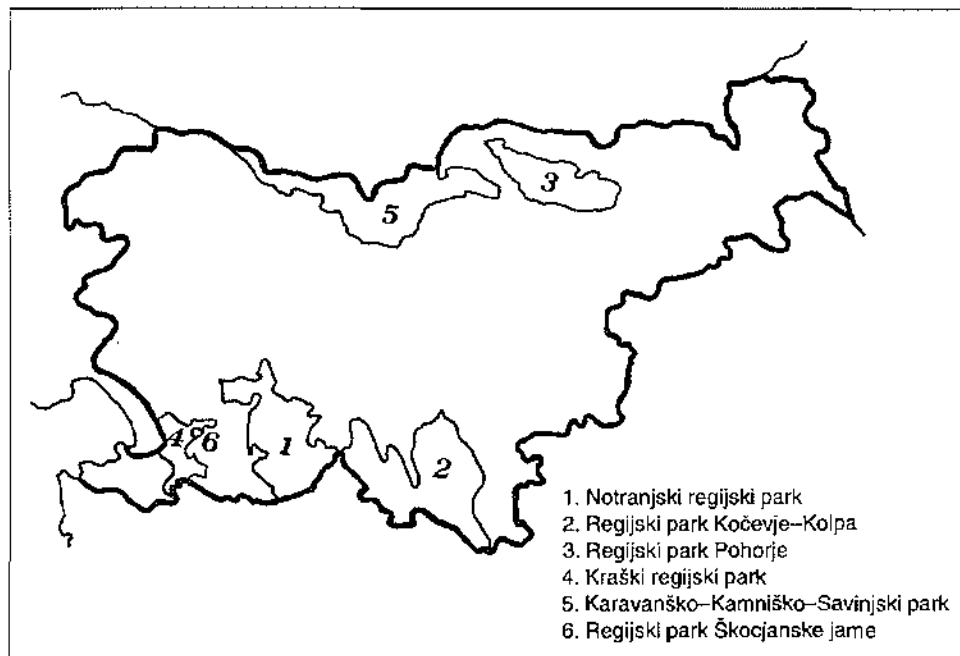 3
5
4
6
1
2
1. Notranjski regijski park
2. Regijski park Kočevje–Kolpa
3. Regijski park Pohorje
4. Kraški regijski park
5. Karavanško–Kamniško–Savinjski park
6. Regijski park Škocjanske jame